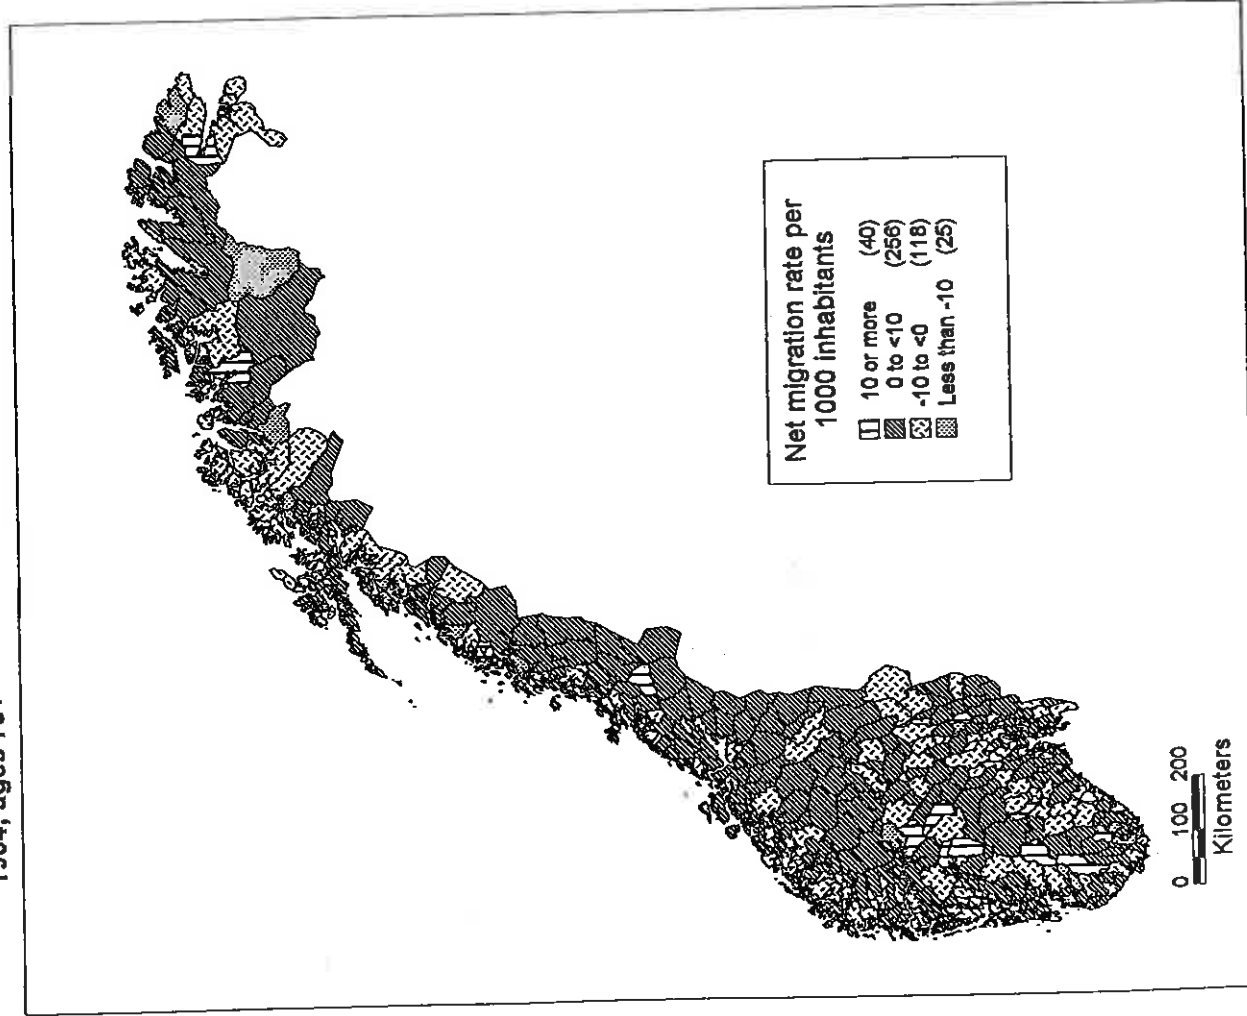 Net migration rate per
1000 inhabitants
10 or more (40)
0 to <10 (256)
-10 to <0 (118)
Less than -10 (25)
0 100 200
Kilometers